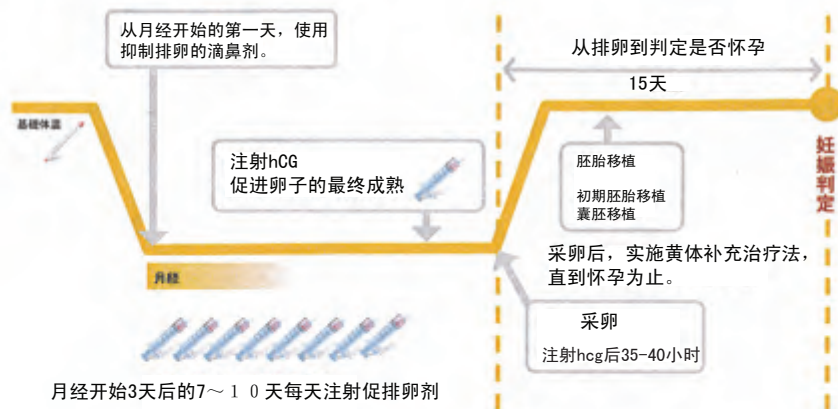 从月经开始的第一天，使用
抑制排卵的滴鼻剂。
从排卵到判定是否怀孕
15天
基礎体温
注射hCG
促进卵子的最终成熟
胚胎移植
初期胚胎移植
囊胚移植
妊娠判定
采卵后，实施黄体补充治疗法，
直到怀孕为止。
月経
采卵
注射hcg后35-40小时
月经开始3天后的7～１０天每天注射促排卵剂